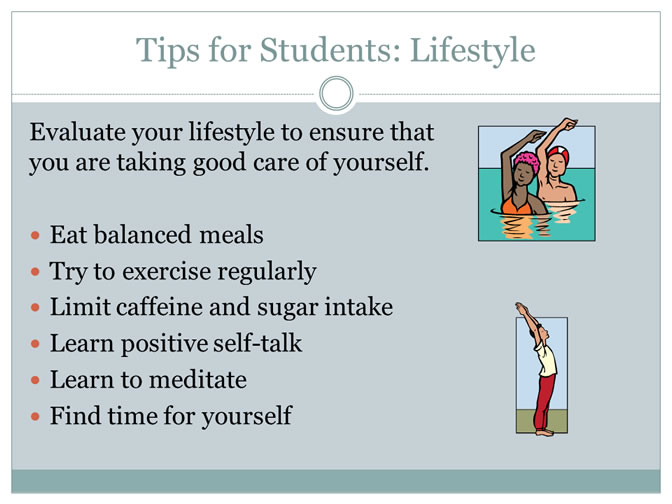 Tips for Students: Lifestyle
Evaluate your lifestyle to ensure that
you are taking good care of yourself.
Eat balanced meals
Try to exercise regularly
Limit caffeine and sugar intake
Learn positive self-talk
Learn to meditate
Find time for yourself